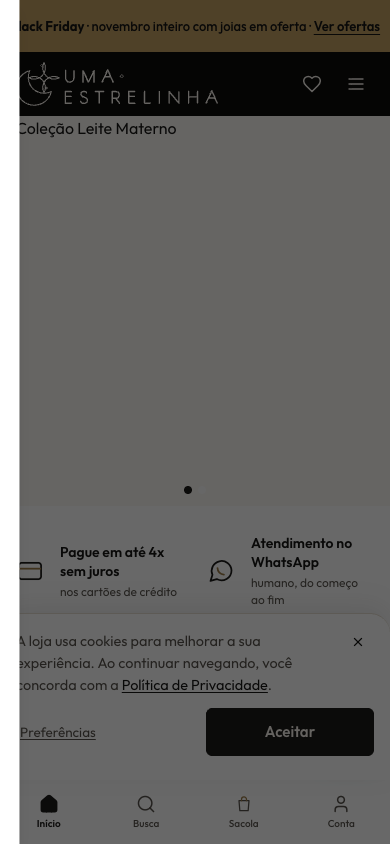 lack Friday · novembro inteiro com joias em oferta · Ver ofertas
UMA
ESTRELINHA
Coleção Leite Materno
Pague em até 4x
sem juros
nos cartões de crédito
Atendimento no
WhatsApp
humano, do começo
ao fim
A loja usa cookies para melhorar a sua
experiência. Ao continuar navegando, você
concorda com a Política de Privacidade.
Preferências
Aceitar
Início
Busca
Sacola
Conta